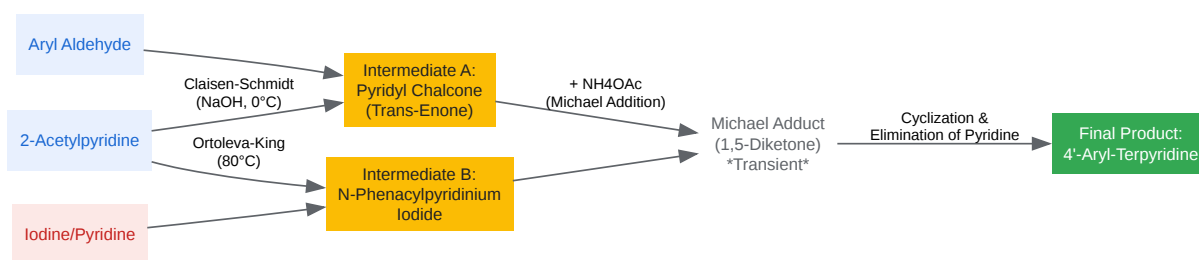 Aryl Aldehyde
Claisen-Schmidt
(NaOH, 0°C)
2-Acetylpyridine
Ortoleva-King
(80°C)
Iodine/Pyridine
Intermediate A:
Pyridyl Chalcone
(Trans-Enone)
Intermediate B:
N-Phenacylpyridinium
Iodide
+ NH4OAc
(Michael Addition)
Michael Adduct
(1,5-Diketone)
*Transient*
Cyclization &
Elimination of Pyridine
Final Product:
4'-Aryl-Terpyridine